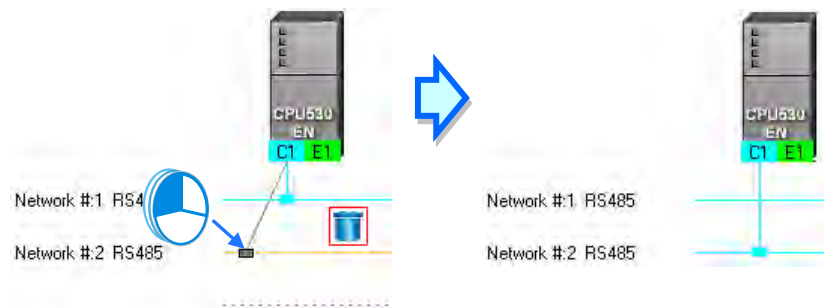 CPU530
EN
C1 E1
Network #:1 RS4
Network #:2 RS485
CPU530
EN
C1 E1
Network #:1 RS485
Network #:2 RS485